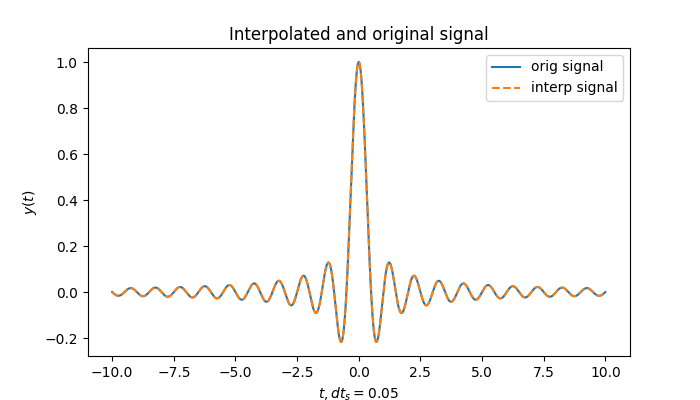 Interpolated and original signal
orig signal
interp signal
1.0
0.8
0.6
0.4
0.2
0.0
−0.2
y(t)
−10.0 −7.5 −5.0 −2.5 0.0 2.5 5.0 7.5 10.0
t, dtₛ = 0.05